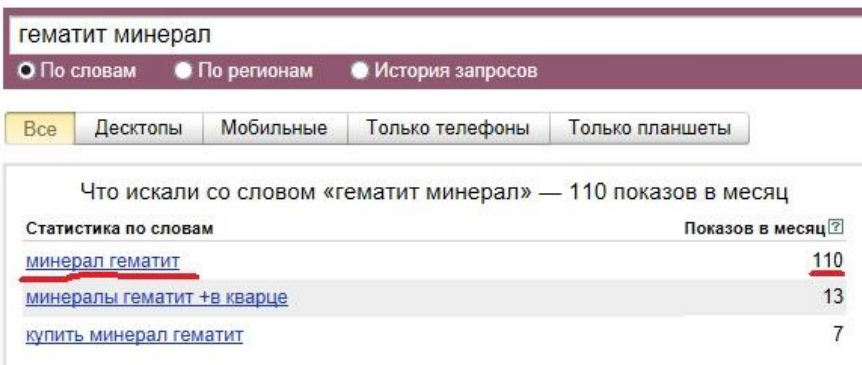 гематит минерал
По словам По регионам История запросов
Все Десктопы Мобильные Только телефоны Только планшеты
Что искали со словом «гематит минерал» — 110 показов в месяц
Статистика по словам Показов в месяц ?
минерал гематит 110
минералы гематит +в кварце 13
купить минерал гематит 7